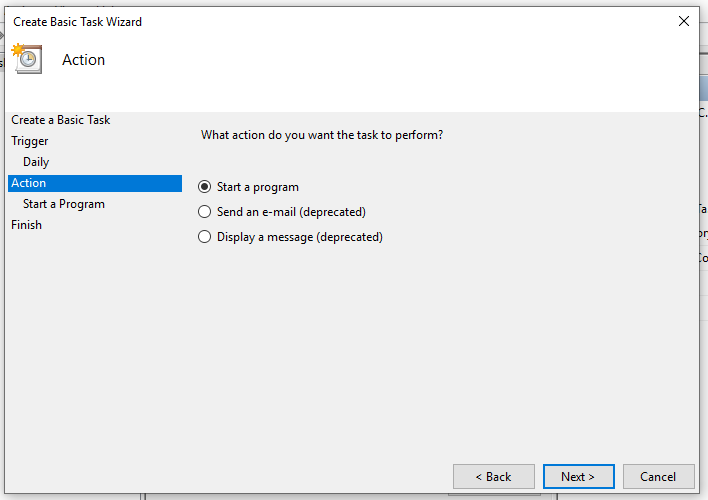 Create Basic Task Wizard
Action
Create a Basic Task
Trigger
Daily
Action
Start a Program
Finish
What action do you want the task to perform?
Start a program
Send an e-mail (deprecated)
Display a message (deprecated)
< Back
Next >
Cancel